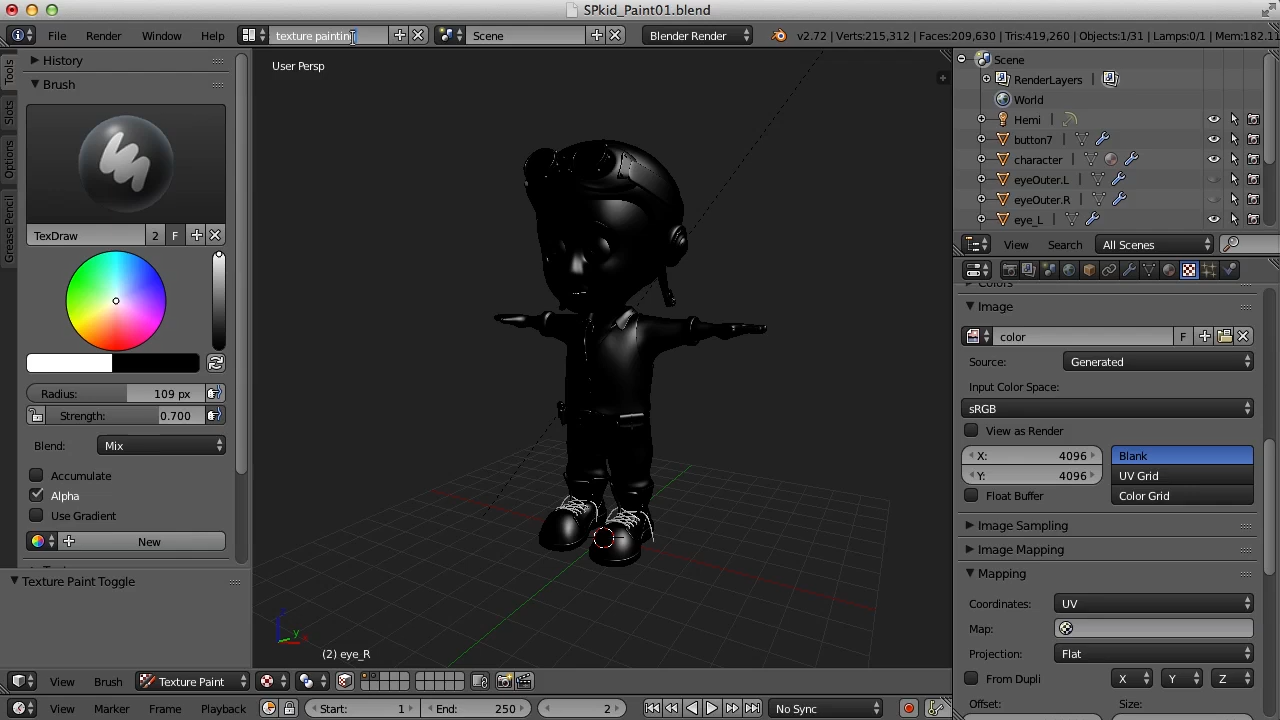 SPkid_Paint01.blend
File Render Window Help texture painting Scene Blender Render v2.72 | Verts:215,312 | Faces:209,630 | Tris:419,260 | Objects:1/31 | Lamps:0/1 | Mem:182.1
Tools
Slots
Options
Grease Pencil
History
Brush
TexDraw 2 F
Radius: 109 px
Strength: 0.700
Blend: Mix
Accumulate
Alpha
Use Gradient
New
Texture Paint Toggle
User Persp
z
y
x
(2) eye_R
View Brush Texture Paint
View Marker Frame Playback Start: 1 End: 250 2 No Sync
Scene
RenderLayers |
World
Hemi |
button7 |
character |
eyeOuter.L |
eyeOuter.R |
eye_L |
View Search All Scenes
Colors
Image
color F
Source: Generated
Input Color Space:
sRGB
View as Render
X: 4096
Y: 4096
Blank
UV Grid
Color Grid
Float Buffer
Image Sampling
Image Mapping
Mapping
Coordinates: UV
Map:
Projection: Flat
From Dupli X Y Z
Offset: Size: